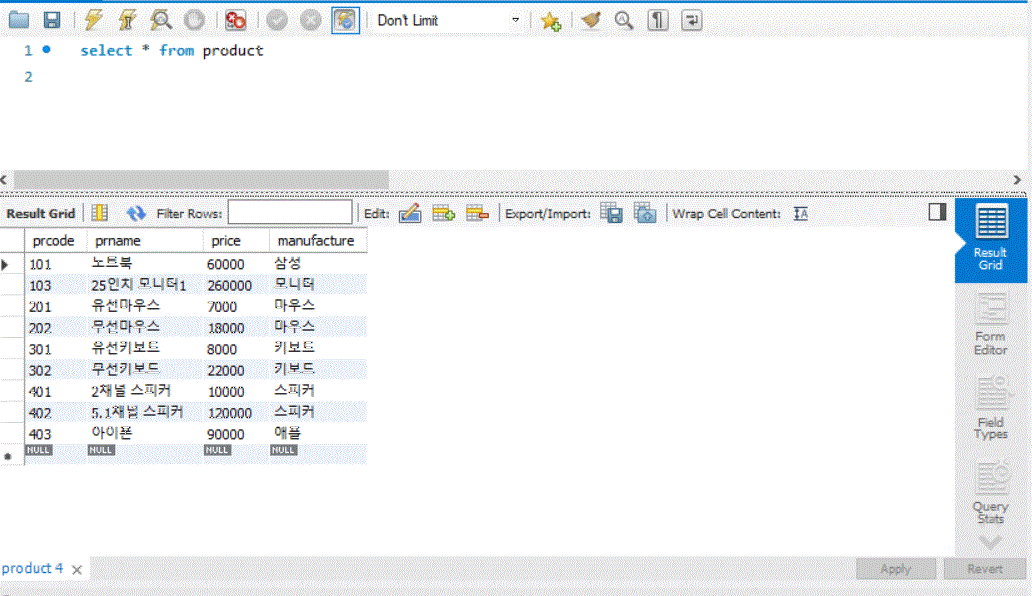 Don't Limit
1 select * from product
2
Result Grid Filter Rows: Edit: Export/Import: Wrap Cell Content: IA
prcode prname price manufacture
101 노트북 60000 삼성
103 25인치 모니터1 260000 모니터
201 유선마우스 7000 마우스
202 무선마우스 18000 마우스
301 유선키보드 8000 키보드
302 무선키보드 22000 키보드
401 2채널 스피커 10000 스피커
402 5.1채널 스피커 120000 스피커
403 아이폰 90000 애플
NULL NULL NULL NULL
Result
Grid
Form
Editor
Field
Types
Query
Stats
product 4 Apply Revert